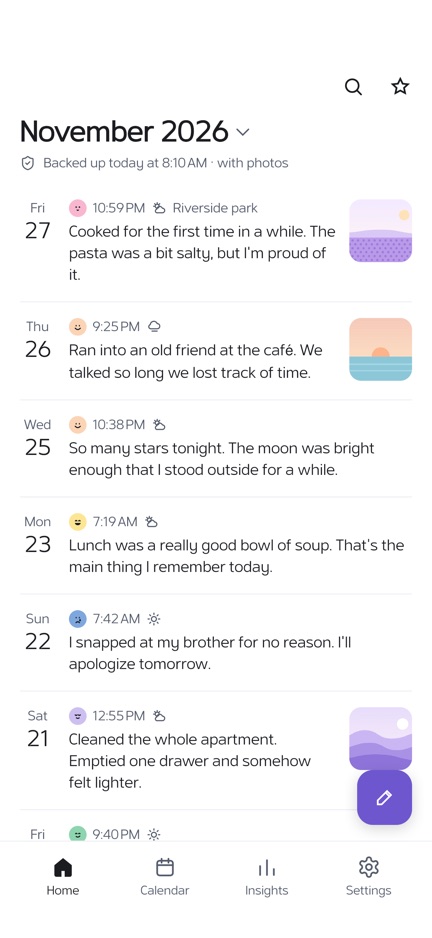 November 2026
Backed up today at 8:10 AM · with photos
Fri
27
10:59 PM Riverside park
Cooked for the first time in a while. The
pasta was a bit salty, but I'm proud of
it.
Thu
26
9:25 PM
Ran into an old friend at the café. We
talked so long we lost track of time.
Wed
25
10:38 PM
So many stars tonight. The moon was bright
enough that I stood outside for a while.
Mon
23
7:19 AM
Lunch was a really good bowl of soup. That's the
main thing I remember today.
Sun
22
7:42 AM
I snapped at my brother for no reason. I'll
apologize tomorrow.
Sat
21
12:55 PM
Cleaned the whole apartment.
Emptied one drawer and somehow
felt lighter.
Fri
9:40 PM
Home
Calendar
Insights
Settings